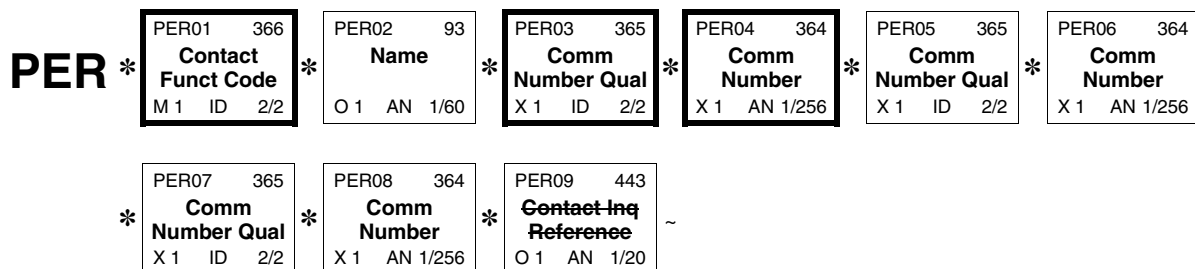 PER * PER01 366 * PER02 93 * PER03 365 * PER04 364 * PER05 365 * PER06 364
Contact Name Comm Comm Comm Comm
Funct Code Number Qual Number Number Qual Number
M 1 ID 2/2 O 1 AN 1/60 X 1 ID 2/2 X 1 AN 1/256 X 1 ID 2/2 X 1 AN 1/256
* PER07 365 * PER08 364 * PER09 443 ~
Comm Comm Contact Inq
Number Qual Number Reference
X 1 ID 2/2 X 1 AN 1/256 O 1 AN 1/20